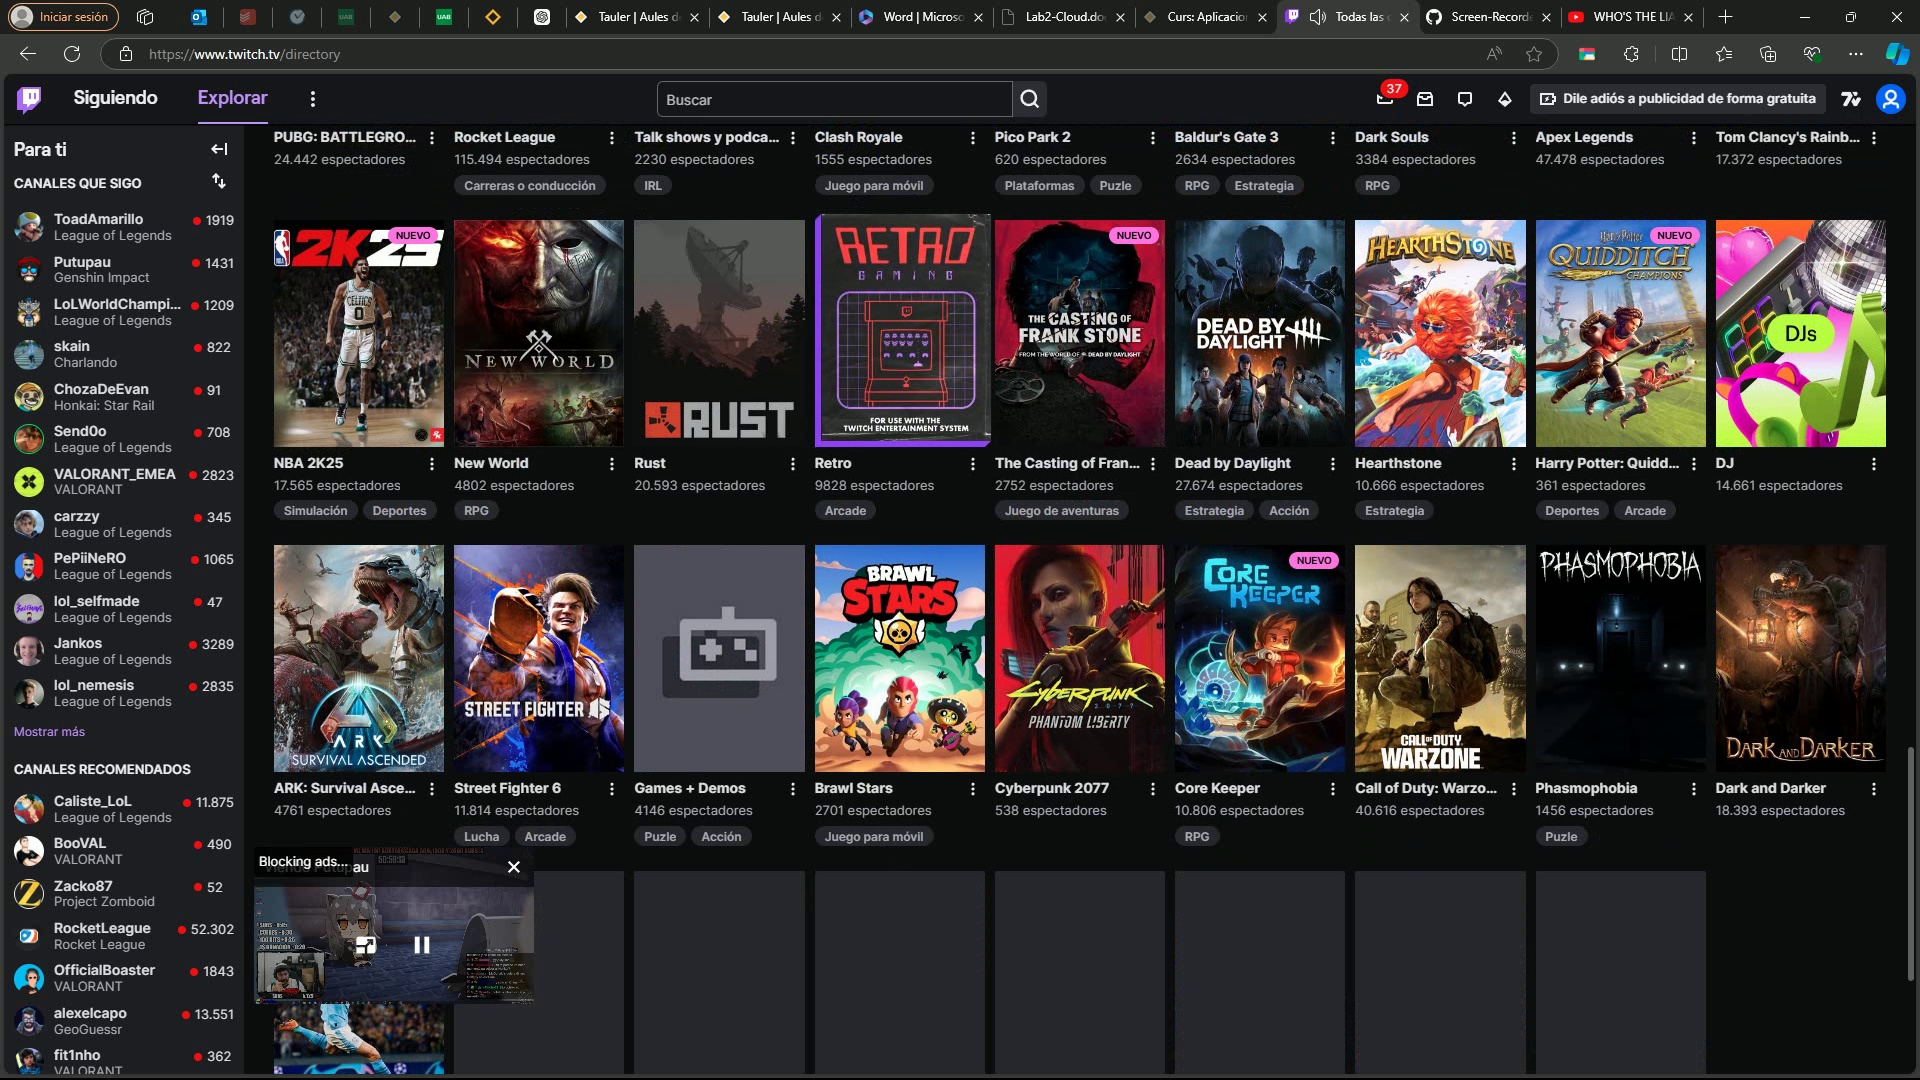 Iniciar sesión
Tauler | Aules d
Tauler | Aules d
Word | Microso
Lab2-Cloud.do
Curs: Aplicacion
Todas las c
Screen-Recorde
WHO'S THE LIA
https://www.twitch.tv/directory
Siguiendo
Explorar
Buscar
37
Dile adiós a publicidad de forma gratuita
Para ti
CANALES QUE SIGO
ToadAmarillo
1919
League of Legends
Putupau
1431
Genshin Impact
LoLWorldChampi...
1209
League of Legends
skain
822
Charlando
ChozaDeEvan
91
Honkai: Star Rail
Send0o
708
League of Legends
VALORANT_EMEA
2823
VALORANT
carzzy
345
League of Legends
PePiiNeRO
1065
League of Legends
lol_selfmade
47
League of Legends
Jankos
3289
League of Legends
lol_nemesis
2835
League of Legends
Mostrar más
CANALES RECOMENDADOS
Caliste_LoL
11.875
League of Legends
BooVAL
490
VALORANT
Zacko87
52
Project Zomboid
RocketLeague
52.302
Rocket League
OfficialBoaster
1843
VALORANT
alexelcapo
13.551
GeoGuessr
fit1nho
362
VALORANT
PUBG: BATTLEGRO...
24.442 espectadores
Rocket League
115.494 espectadores
Carreras o conducción
Talk shows y podca...
2230 espectadores
IRL
Clash Royale
1555 espectadores
Juego para móvil
Pico Park 2
620 espectadores
Plataformas
Puzle
Baldur's Gate 3
2634 espectadores
RPG
Estrategia
Dark Souls
3384 espectadores
RPG
Apex Legends
47.478 espectadores
Tom Clancy's Rainb...
17.372 espectadores
NUEVO
2K25
NBA 2K25
17.565 espectadores
Simulación
Deportes
NEW WORLD
New World
4802 espectadores
RPG
RUST
Rust
20.593 espectadores
RETRO
GAMING
FOR USE WITH THE
TWITCH ENTERTAINMENT SYSTEM
Retro
9828 espectadores
Arcade
NUEVO
THE CASTING OF
FRANK STONE
FROM THE WORLD OF DEAD BY DAYLIGHT
The Casting of Fran...
2752 espectadores
Juego de aventuras
DEAD BY
DAYLIGHT
Dead by Daylight
27.674 espectadores
Estrategia
Acción
HEARTHSTONE
Hearthstone
10.666 espectadores
Estrategia
NUEVO
Harry Potter
QUIDDITCH
CHAMPIONS
Harry Potter: Quidd...
361 espectadores
Deportes
Arcade
DJs
DJ
14.661 espectadores
ARK
SURVIVAL ASCENDED
ARK: Survival Asce...
4761 espectadores
STREET FIGHTER 6
Street Fighter 6
11.814 espectadores
Lucha
Arcade
Games + Demos
4146 espectadores
Puzle
Acción
BRAWL
STARS
Brawl Stars
2701 espectadores
Juego para móvil
CYBERPUNK
2077
PHANTOM LIBERTY
Cyberpunk 2077
538 espectadores
NUEVO
CORE
KEEPER
Core Keeper
10.806 espectadores
RPG
CALL OF DUTY
WARZONE
Call of Duty: Warzo...
40.616 espectadores
PHASMOPHOBIA
Phasmophobia
1456 espectadores
Puzle
DARK AND DARKER
Dark and Darker
18.393 espectadores
Blocking ads...
Viendo Putupau